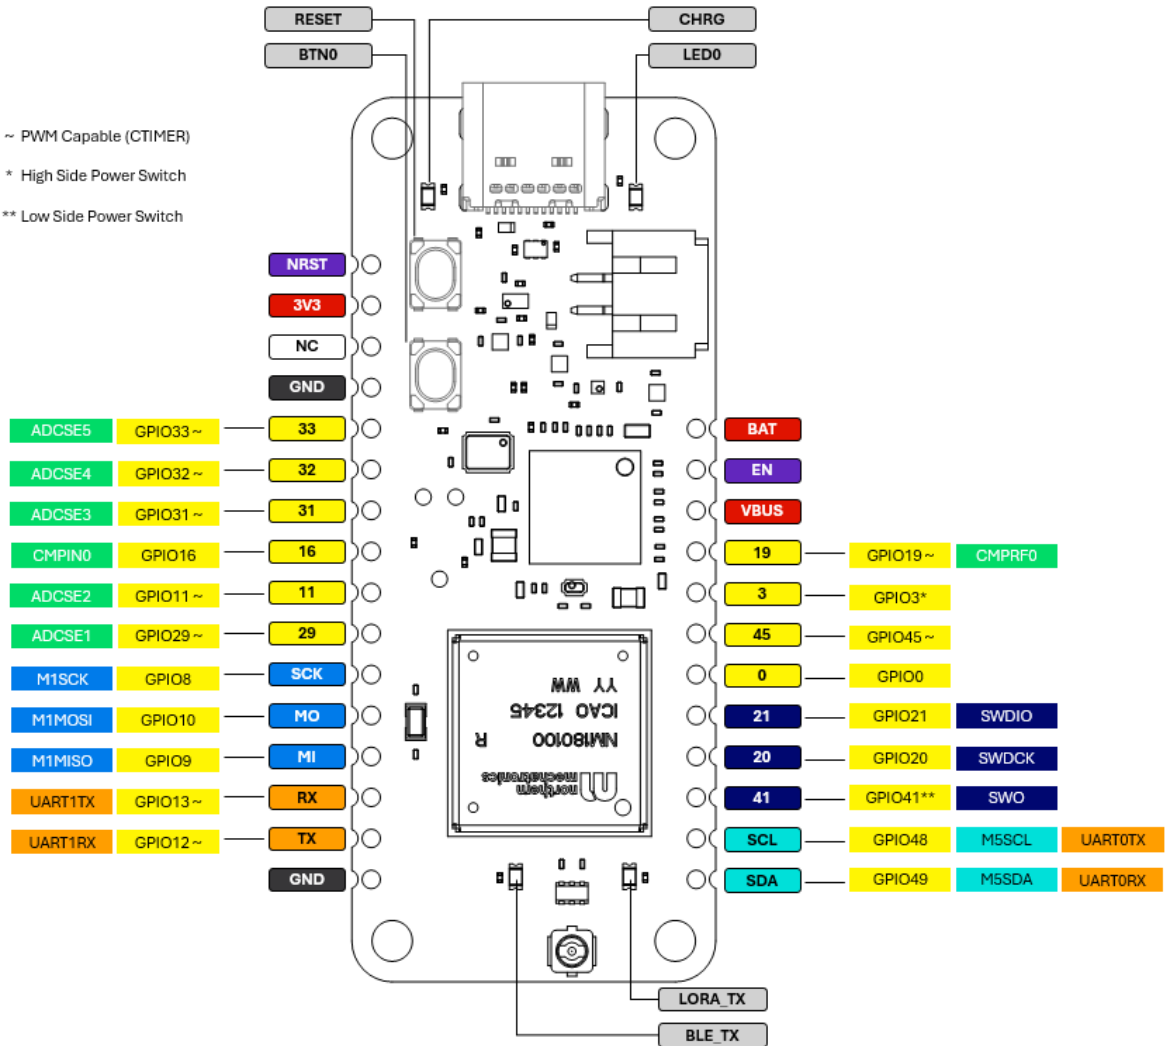 RESET
CHRG
BTN0
LED0
~ PWM Capable (CTIMER)
* High Side Power Switch
** Low Side Power Switch
NRST
3V3
NC
GND
ADCSE5 GPIO33~ 33
BAT
ADCSE4 GPIO32~ 32
EN
ADCSE3 GPIO31~ 31
VBUS
CMPIN0 GPIO16 16
19 GPIO19~ CMPRF0
ADCSE2 GPIO11~ 11
3 GPIO3*
ADCSE1 GPIO29~ 29
45 GPIO45~
M1SCK GPIO8 SCK
0 GPIO0
M1MOSI GPIO10 MO
21 GPIO21 SWDIO
M1MISO GPIO9 MI
20 GPIO20 SWDCK
UART1TX GPIO13~ RX
41 GPIO41** SWO
UART1RX GPIO12~ TX
SCL GPIO48 M5SCL UART0TX
GND
SDA GPIO49 M5SDA UART0RX
northern
mechatronics
NM180100 R
ICAO 12345
YY WW
LORA_TX
BLE_TX